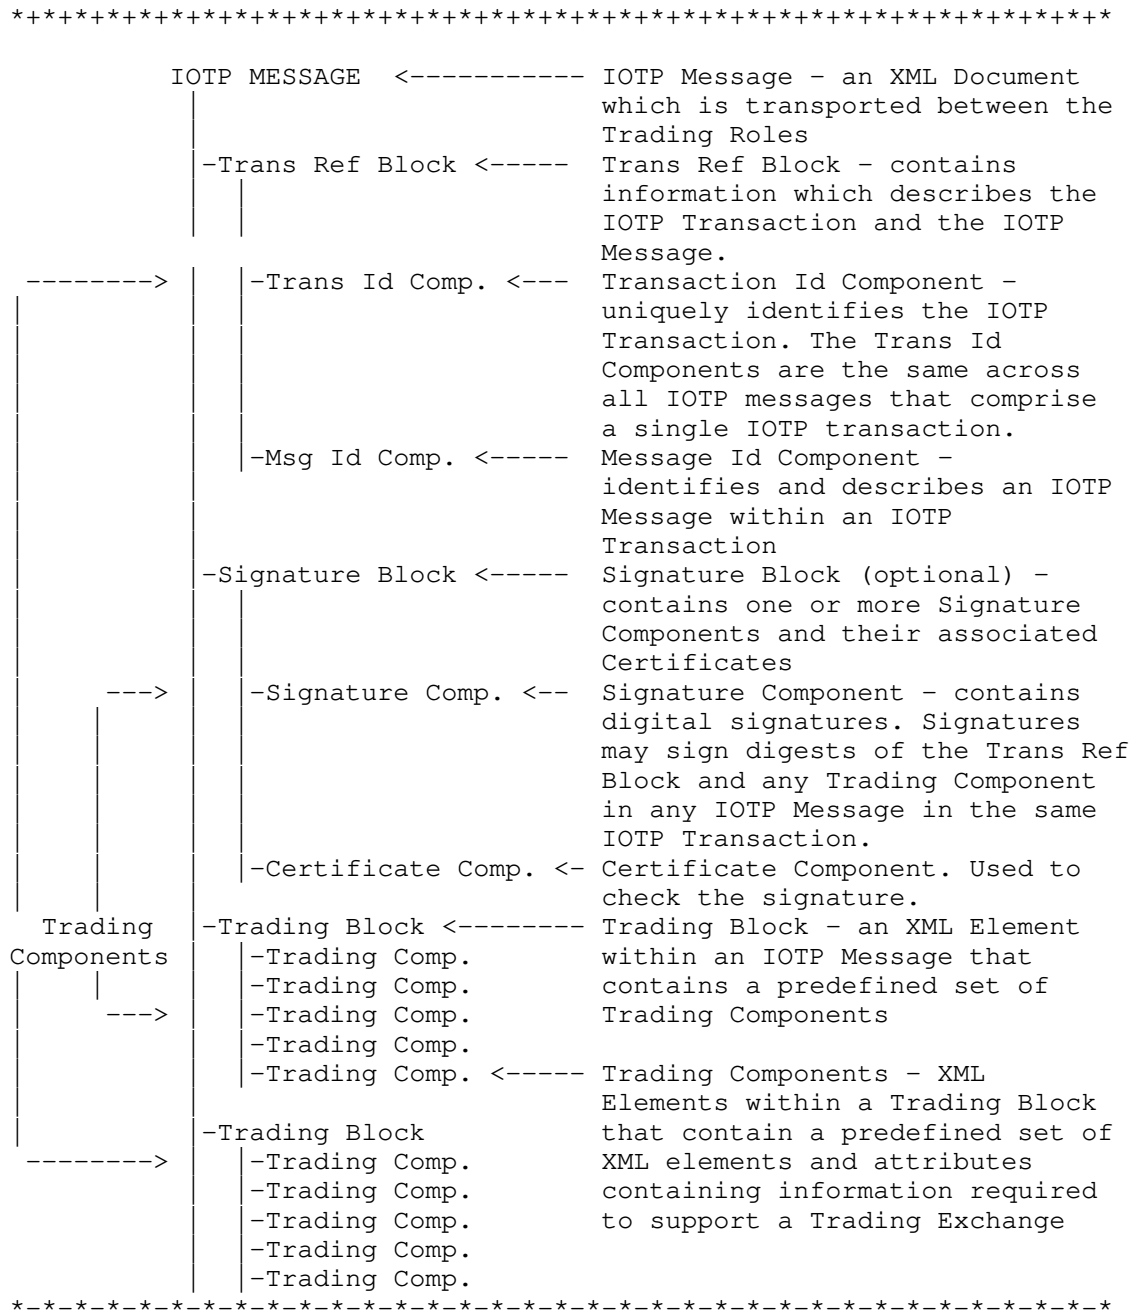 *+*+*+*+*+*+*+*+*+*+*+*+*+*+*+*+*+*+*+*+*+*+*+*+*+*+*+*+*+*+*+*+*+*+*
IOTP MESSAGE <----------- IOTP Message - an XML Document
which is transported between the
Trading Roles
|-Trans Ref Block <----- Trans Ref Block - contains
information which describes the
IOTP Transaction and the IOTP
Message.
--------> | |-Trans Id Comp. <--- Transaction Id Component -
uniquely identifies the IOTP
Transaction. The Trans Id
Components are the same across
all IOTP messages that comprise
a single IOTP transaction.
|-Msg Id Comp. <----- Message Id Component -
identifies and describes an IOTP
Message within an IOTP
Transaction
|-Signature Block <----- Signature Block (optional) -
contains one or more Signature
Components and their associated
Certificates
---> | |-Signature Comp. <-- Signature Component - contains
digital signatures. Signatures
may sign digests of the Trans Ref
Block and any Trading Component
in any IOTP Message in the same
IOTP Transaction.
|-Certificate Comp. <- Certificate Component. Used to
check the signature.
Trading |-Trading Block <-------- Trading Block - an XML Element
Components | |-Trading Comp. within an IOTP Message that
| | | |-Trading Comp. contains a predefined set of
| ---> | |-Trading Comp. Trading Components
|-Trading Comp.
|-Trading Comp. <----- Trading Components - XML
Elements within a Trading Block
|-Trading Block that contain a predefined set of
--------> | |-Trading Comp. XML elements and attributes
|-Trading Comp. containing information required
|-Trading Comp. to support a Trading Exchange
|-Trading Comp.
|-Trading Comp.
*-*-*-*-*-*-*-*-*-*-*-*-*-*-*-*-*-*-*-*-*-*-*-*-*-*-*-*-*-*-*-*-*-*-*